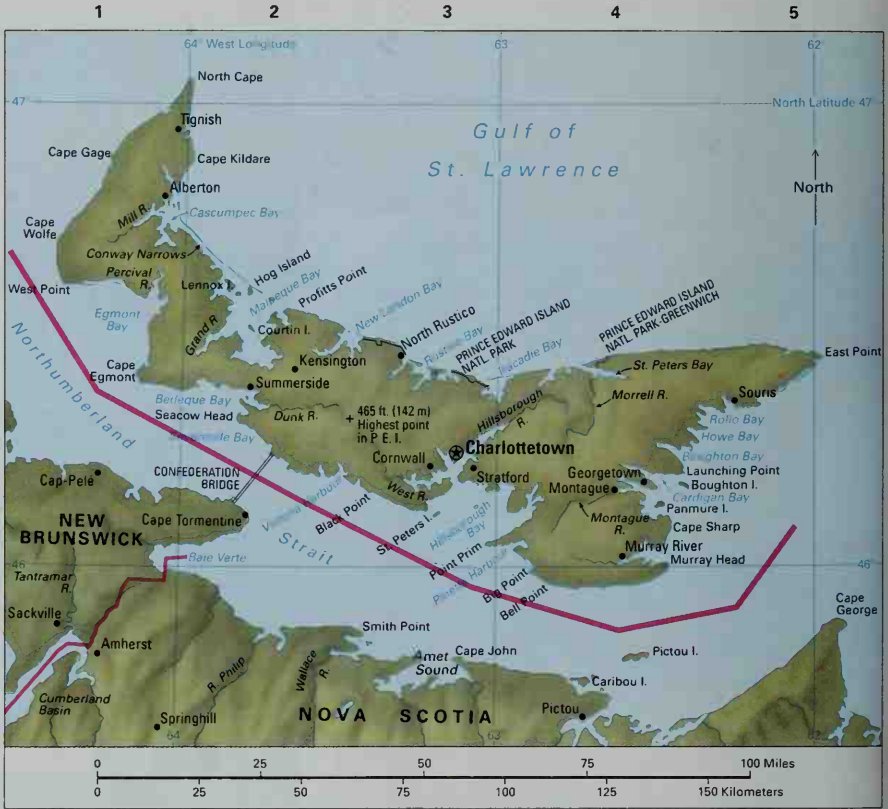 1 2 3 4 5
64° West Longitude
63°
62°
North Cape
47°
North Latitude 47°
Tignish
Gulf of
St. Lawrence
Cape Gage
Cape Kildare
North
Alberton
Mill R.
Cascumpec Bay
Cape
Wolfe
Conway Narrows
Percival
R.
Hog Island
Lennox I.
Malpeque Bay
Profitts Point
West Point
Egmont
Bay
Grand R.
Courtin I.
New London Bay
North Rustico
Rustico Bay
PRINCE EDWARD ISLAND
NATL. PARK
Tracadie Bay
PRINCE EDWARD ISLAND
NATL. PARK-GREENWICH
East Point
St. Peters Bay
Northumberland
Cape
Egmont
Kensington
Summerside
Morrell R.
Souris
Bedeque Bay
Seacow Head
Dunk R.
465 ft. (142 m)
Highest point
in P.E.I.
Hillsborough
R.
Rollo Bay
Howe Bay
Boughton Bay
Charlottetown
Cornwall
Stratford
Georgetown
Montague
Launching Point
Boughton I.
Cardigan Bay
Panmure I.
CONFEDERATION
BRIDGE
Cap-Pelé
West R.
Black Point
St. Peters I.
Hillsborough
Bay
Montague
R.
Cape Sharp
NEW
BRUNSWICK
Cape Tormentine
Strait
Point Prim
Murray River
Murray Head
46°
Baie Verte
Big Point
Bell Point
Tantramar
R.
Sackville
Cape
George
Smith Point
Amherst
Amet
Sound
Cape John
Pictou I.
R. Philip
Wallace
R.
Caribou I.
Cumberland
Basin
Springhill
NOVA SCOTIA
Pictou
64
63
62
0 25 50 75 100 Miles
0 25 50 75 100 125 150 Kilometers